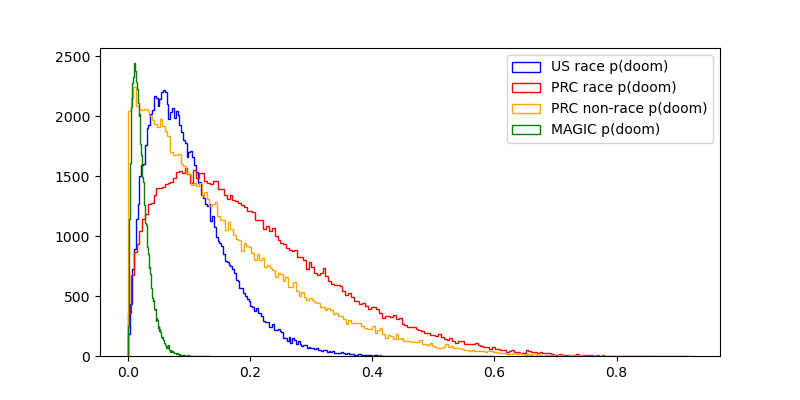 2500
2000
1500
1000
500
0
0.0 0.2 0.4 0.6 0.8
US race p(doom)
PRC race p(doom)
PRC non-race p(doom)
MAGIC p(doom)